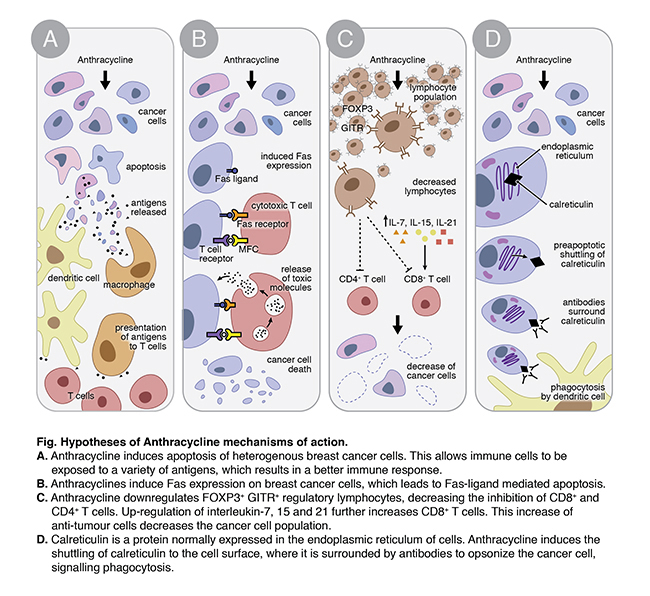 A
Anthracycline
cancer
cells
apoptosis
antigens
released
dendritic cell
macrophage
presentation
of antigens
to T cells
T cells
B
Anthracycline
cancer
cells
induced Fas
expression
Fas ligand
cytotoxic T cell
Fas receptor
T cell
receptor
MFC
release
of toxic
molecules
cancer cell
death
C
Anthracycline
lymphocyte
population
FOXP3
GITR
decreased
lymphocytes
IL-7, IL-15, IL-21
CD4⁺ T cell
CD8⁺ T cell
decrease of
cancer cells
D
Anthracycline
cancer
cells
endoplasmic
reticulum
calreticulin
preapoptotic
shuttling of
calreticulin
antibodies
surround
calreticulin
phagocytosis
by dendritic cell
Fig. Hypotheses of Anthracycline mechanisms of action.
A. Anthracycline induces apoptosis of heterogenous breast cancer cells. This allows immune cells to be
exposed to a variety of antigens, which results in a better immune response.
B. Anthracyclines induce Fas expression on breast cancer cells, which leads to Fas-ligand mediated apoptosis.
C. Anthracycline downregulates FOXP3⁺ GITR⁺ regulatory lymphocytes, decreasing the inhibition of CD8⁺ and
CD4⁺ T cells. Up-regulation of interleukin-7, 15 and 21 further increases CD8⁺ T cells. This increase of
anti-tumour cells decreases the cancer cell population.
D. Calreticulin is a protein normally expressed in the endoplasmic reticulum of cells. Anthracycline induces the
shuttling of calreticulin to the cell surface, where it is surrounded by antibodies to opsonize the cancer cell,
signalling phagocytosis.